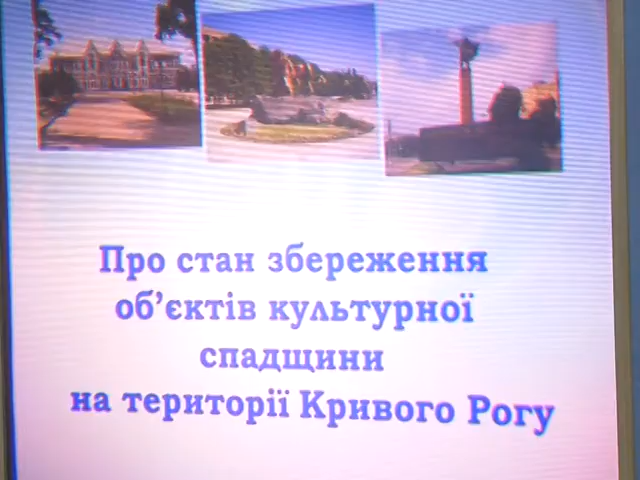 Про стан збереження
об’єктів культурної
спадщини
на території Кривого Рогу